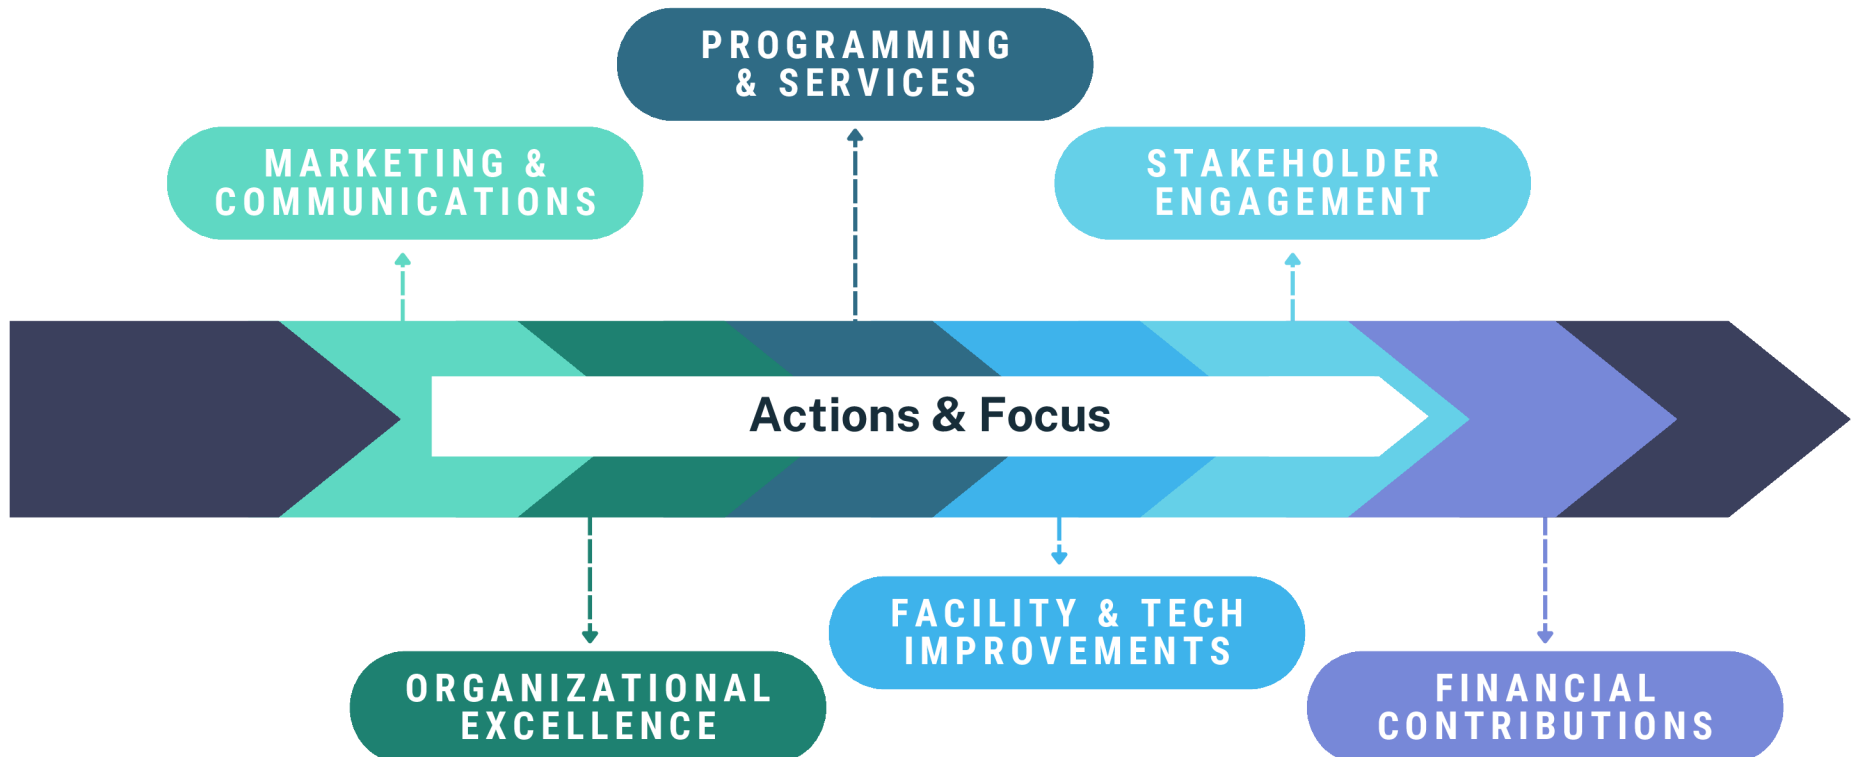 PROGRAMMING
& SERVICES
MARKETING &
COMMUNICATIONS
STAKEHOLDER
ENGAGEMENT
Actions & Focus
FACILITY & TECH
IMPROVEMENTS
ORGANIZATIONAL
EXCELLENCE
FINANCIAL
CONTRIBUTIONS